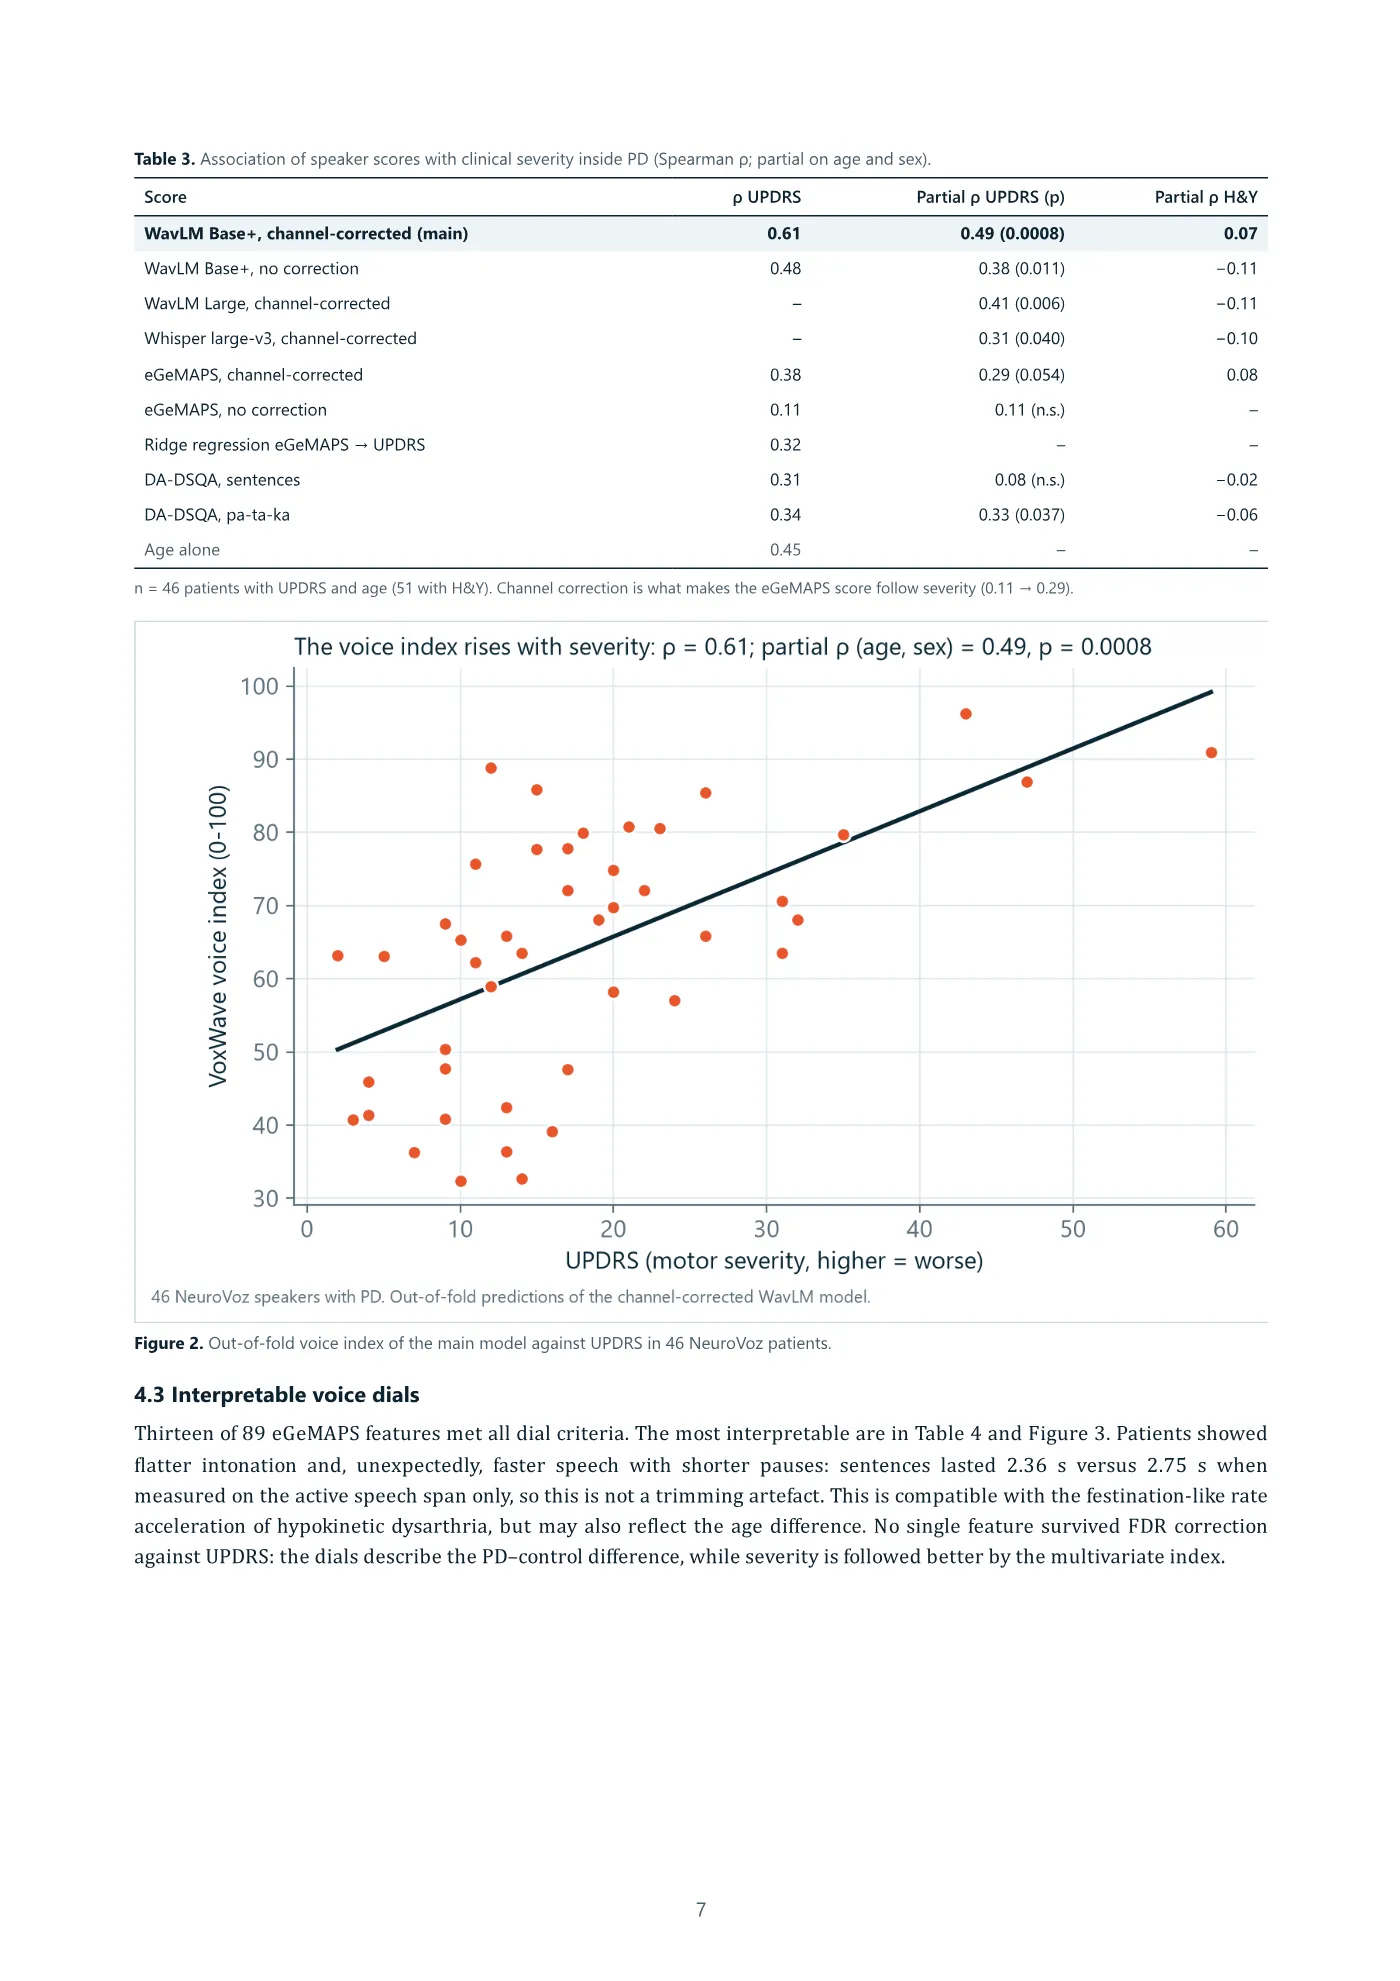 Table 3. Association of speaker scores with clinical severity inside PD (Spearman ρ; partial on age and sex).
Score ρ UPDRS Partial ρ UPDRS (p) Partial ρ H&Y
WavLM Base+, channel-corrected (main) 0.61 0.49 (0.0008) 0.07
WavLM Base+, no correction 0.48 0.38 (0.011) −0.11
WavLM Large, channel-corrected – 0.41 (0.006) −0.11
Whisper large-v3, channel-corrected – 0.31 (0.040) −0.10
eGeMAPS, channel-corrected 0.38 0.29 (0.054) 0.08
eGeMAPS, no correction 0.11 0.11 (n.s.) –
Ridge regression eGeMAPS → UPDRS 0.32 – –
DA-DSQA, sentences 0.31 0.08 (n.s.) −0.02
DA-DSQA, pa-ta-ka 0.34 0.33 (0.037) −0.06
Age alone 0.45 – –
n = 46 patients with UPDRS and age (51 with H&Y). Channel correction is what makes the eGeMAPS score follow severity (0.11 → 0.29).
The voice index rises with severity: ρ = 0.61; partial ρ (age, sex) = 0.49, p = 0.0008
VoxWave voice index (0-100)
100
90
80
70
60
50
40
30
0 10 20 30 40 50 60
UPDRS (motor severity, higher = worse)
46 NeuroVoz speakers with PD. Out-of-fold predictions of the channel-corrected WavLM model.
Figure 2. Out-of-fold voice index of the main model against UPDRS in 46 NeuroVoz patients.
4.3 Interpretable voice dials
Thirteen of 89 eGeMAPS features met all dial criteria. The most interpretable are in Table 4 and Figure 3. Patients showed
flatter intonation and, unexpectedly, faster speech with shorter pauses: sentences lasted 2.36 s versus 2.75 s when
measured on the active speech span only, so this is not a trimming artefact. This is compatible with the festination-like rate
acceleration of hypokinetic dysarthria, but may also reflect the age difference. No single feature survived FDR correction
against UPDRS: the dials describe the PD–control difference, while severity is followed better by the multivariate index.
7